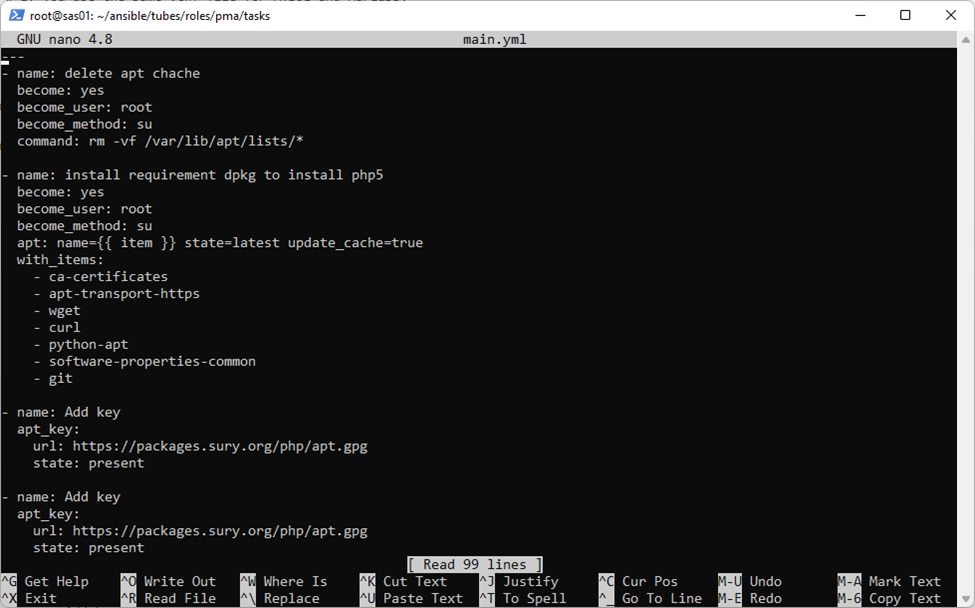 root@sas01: ~/ansible/tubes/roles/pma/tasks
GNU nano 4.8 main.yml
---
- name: delete apt chache
  become: yes
  become_user: root
  become_method: su
  command: rm -vf /var/lib/apt/lists/*

- name: install requirement dpkg to install php5
  become: yes
  become_user: root
  become_method: su
  apt: name={{ item }} state=latest update_cache=true
  with_items:
    - ca-certificates
    - apt-transport-https
    - wget
    - curl
    - python-apt
    - software-properties-common
    - git

- name: Add key
  apt_key:
    url: https://packages.sury.org/php/apt.gpg
    state: present

- name: Add key
  apt_key:
    url: https://packages.sury.org/php/apt.gpg
    state: present
[ Read 99 lines ]
^G Get Help ^O Write Out ^W Where Is ^K Cut Text ^J Justify ^C Cur Pos M-U Undo M-A Mark Text
^X Exit ^R Read File ^\ Replace ^U Paste Text ^T To Spell ^_ Go To Line M-E Redo M-6 Copy Text